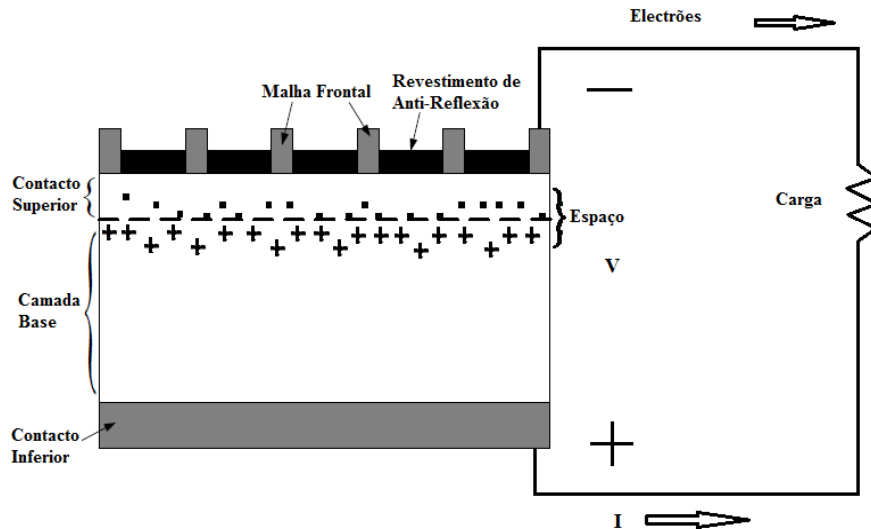 Electrões
Revestimento de
Anti-Reflexão
Malha Frontal
Contacto
Superior
Espaço
Carga
V
Camada
Base
Contacto
Inferior
I